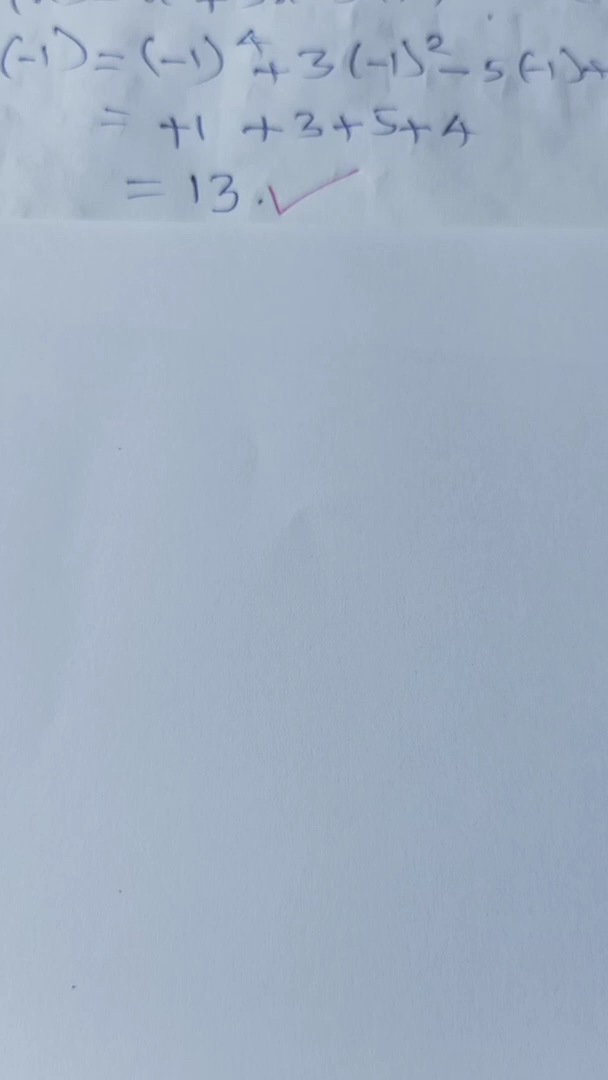 (-1) = (-1)⁴ + 3(-1)² - 5(-1) +
= +1 +3+5+4
= 13.